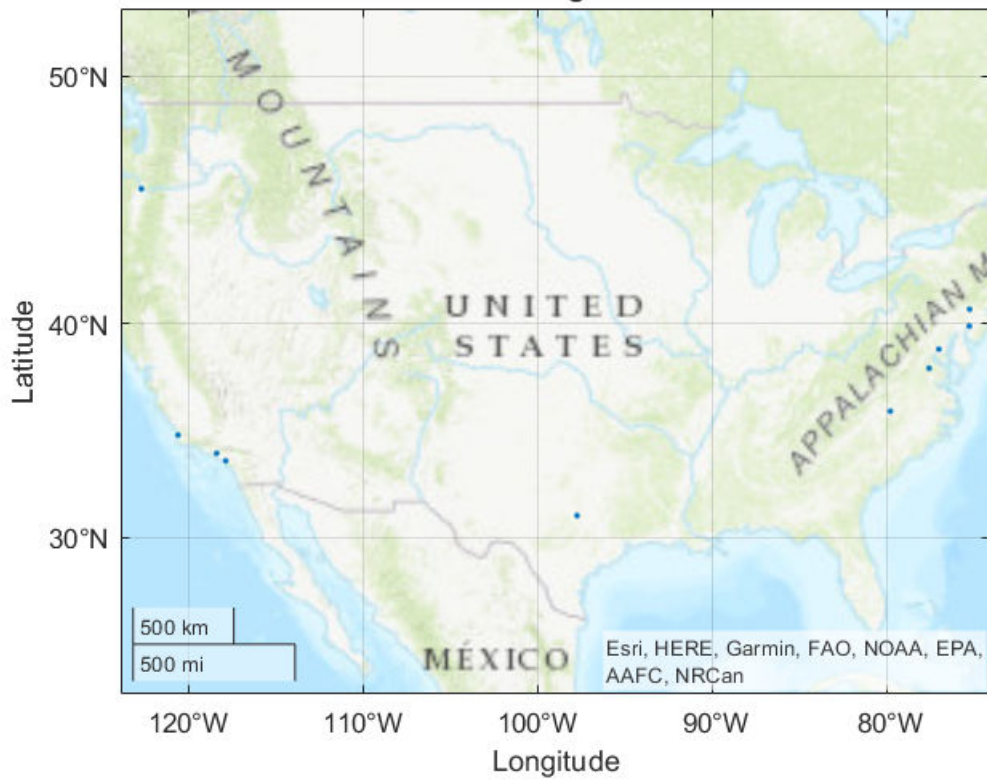 50°N
40°N
30°N
Latitude
MOUNTAINS
UNITED
STATES
APPALACHIAN M
MÉXICO
500 km
500 mi
Esri, HERE, Garmin, FAO, NOAA, EPA,
AAFC, NRCan
120°W
110°W
100°W
90°W
80°W
Longitude